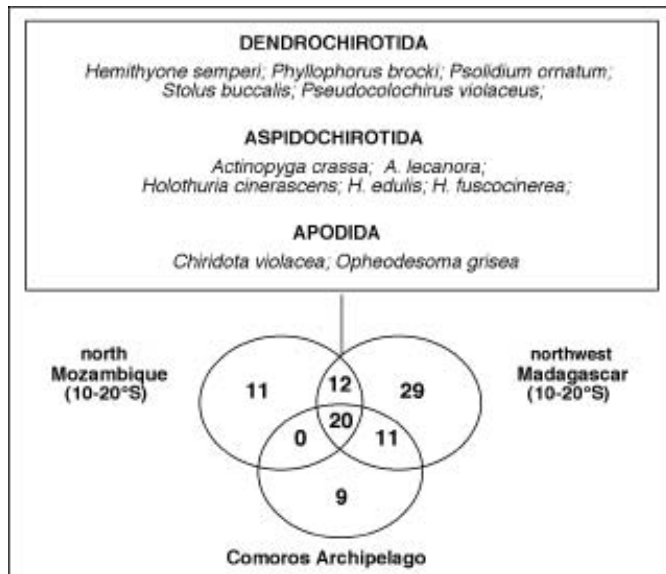 DENDROCHIROTIDA
Hemithyone semperi; Phyllophorus brocki; Psolidium ornatum;
Stolus buccalis; Pseudocolochirus violaceus;
ASPIDOCHIROTIDA
Actinopyga crassa; A. lecanora;
Holothuria cinerascens; H. edulis; H. fuscocinerea;
APODIDA
Chiridota violacea; Opheodesoma grisea
north
Mozambique
(10-20°S)
northwest
Madagascar
(10-20°S)
11
12
29
20
0
11
9
Comoros Archipelago